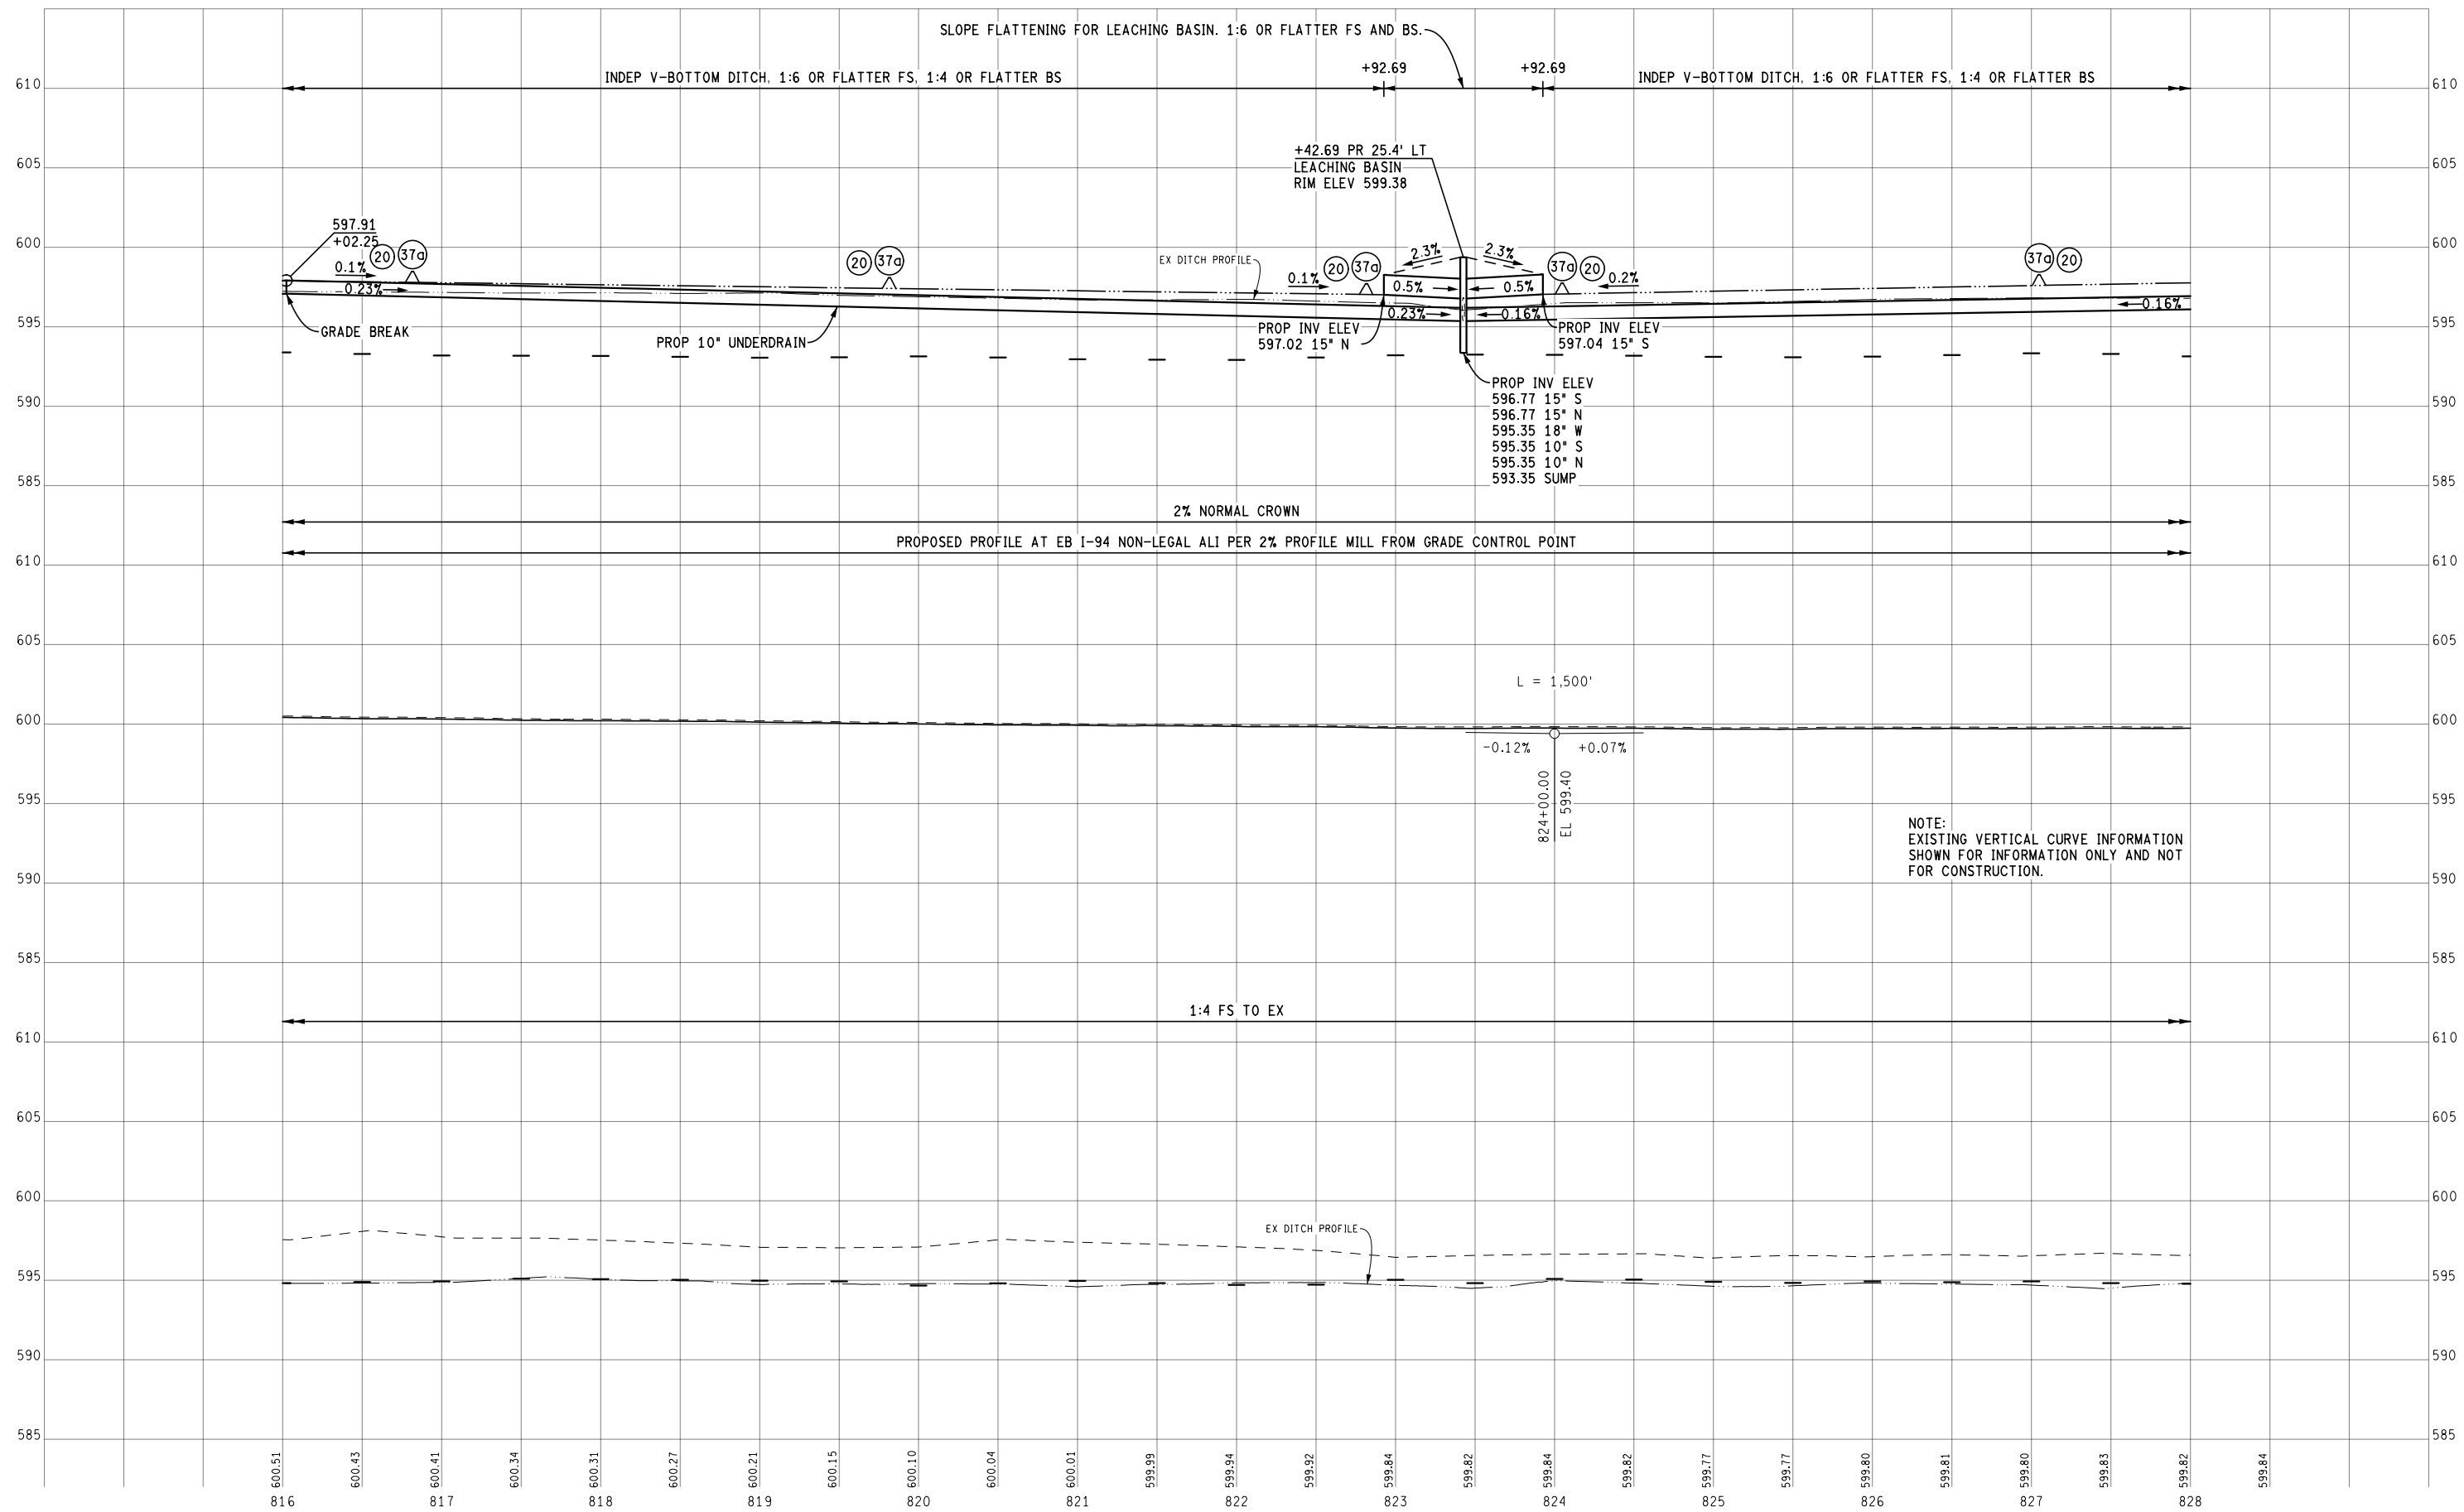 SLOPE FLATTENING FOR LEACHING BASIN. 1:6 OR FLATTER FS AND BS.
INDEP V-BOTTOM DITCH, 1:6 OR FLATTER FS, 1:4 OR FLATTER BS
+92.69
+92.69
INDEP V-BOTTOM DITCH, 1:6 OR FLATTER FS, 1:4 OR FLATTER BS
610
610
605
605
+42.69 PR 25.4' LT
LEACHING BASIN
RIM ELEV 599.38
600
600
597.91
+02.25
20
37a
0.1%
0.23%
20
37a
EX DITCH PROFILE
0.1%
20
37a
2.3%
2.3%
0.5%
0.5%
37a
20
0.2%
37a
20
0.23%
0.16%
0.16%
595
595
GRADE BREAK
PROP 10" UNDERDRAIN
PROP INV ELEV
597.02 15" N
PROP INV ELEV
597.04 15" S
PROP INV ELEV
596.77 15" S
596.77 15" N
595.35 18" W
595.35 10" S
595.35 10" N
593.35 SUMP
590
590
585
585
2% NORMAL CROWN
PROPOSED PROFILE AT EB I-94 NON-LEGAL ALI PER 2% PROFILE MILL FROM GRADE CONTROL POINT
610
610
605
605
L = 1,500'
600
600
-0.12%
+0.07%
824+00.00
EL 599.40
595
595
NOTE:
EXISTING VERTICAL CURVE INFORMATION
SHOWN FOR INFORMATION ONLY AND NOT
FOR CONSTRUCTION.
590
590
585
585
1:4 FS TO EX
610
610
605
605
600
600
EX DITCH PROFILE
595
595
590
590
585
585
600.51
600.43
600.41
600.34
600.31
600.27
600.21
600.15
600.10
600.04
600.01
599.99
599.94
599.92
599.84
599.82
599.84
599.82
599.77
599.77
599.80
599.81
599.80
599.83
599.82
599.84
816
817
818
819
820
821
822
823
824
825
826
827
828